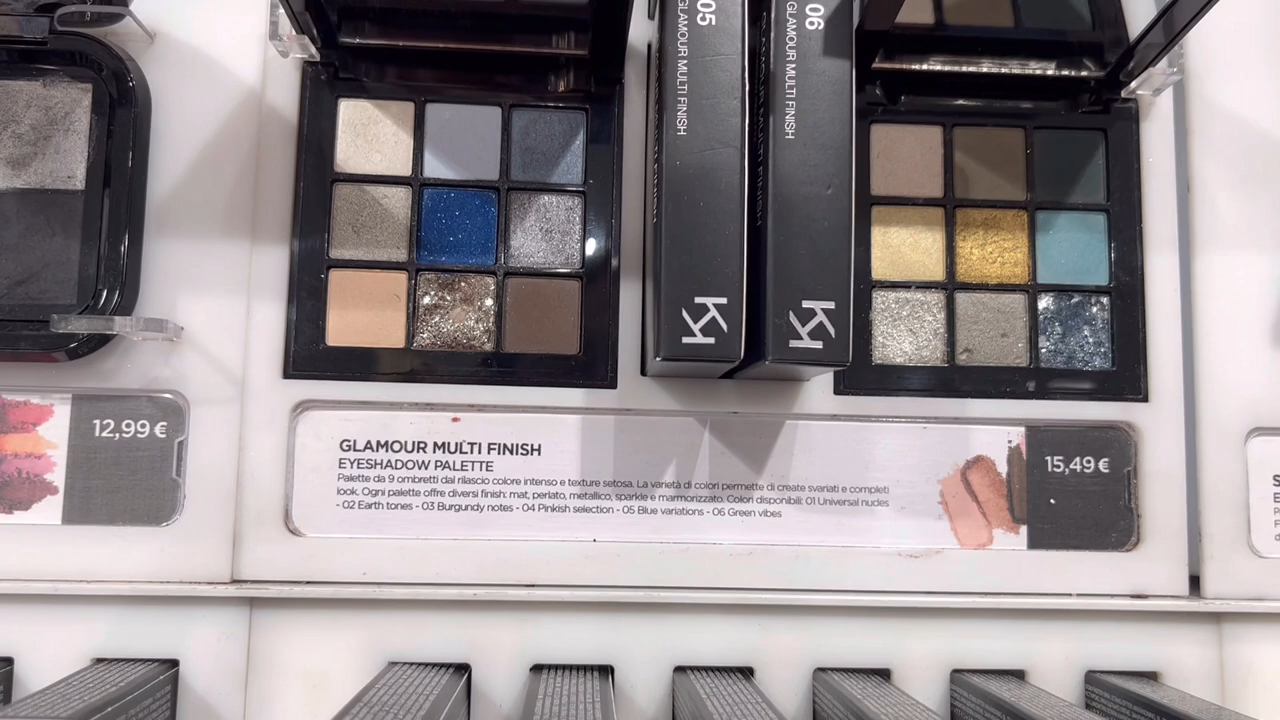 05
GLAMOUR MULTI FINISH
06
GLAMOUR MULTI FINISH
12,99 €
GLAMOUR MULTI FINISH
EYESHADOW PALETTE
Palette da 9 ombretti dal rilascio colore intenso e texture setosa. La varietà di colori permette di create svariati e completi
look. Ogni palette offre diversi finish: mat, perlato, metallico, sparkle e marmorizzato. Colori disponibili: 01 Universal nudes
- 02 Earth tones - 03 Burgundy notes - 04 Pinkish selection - 05 Blue variations - 06 Green vibes
15,49 €